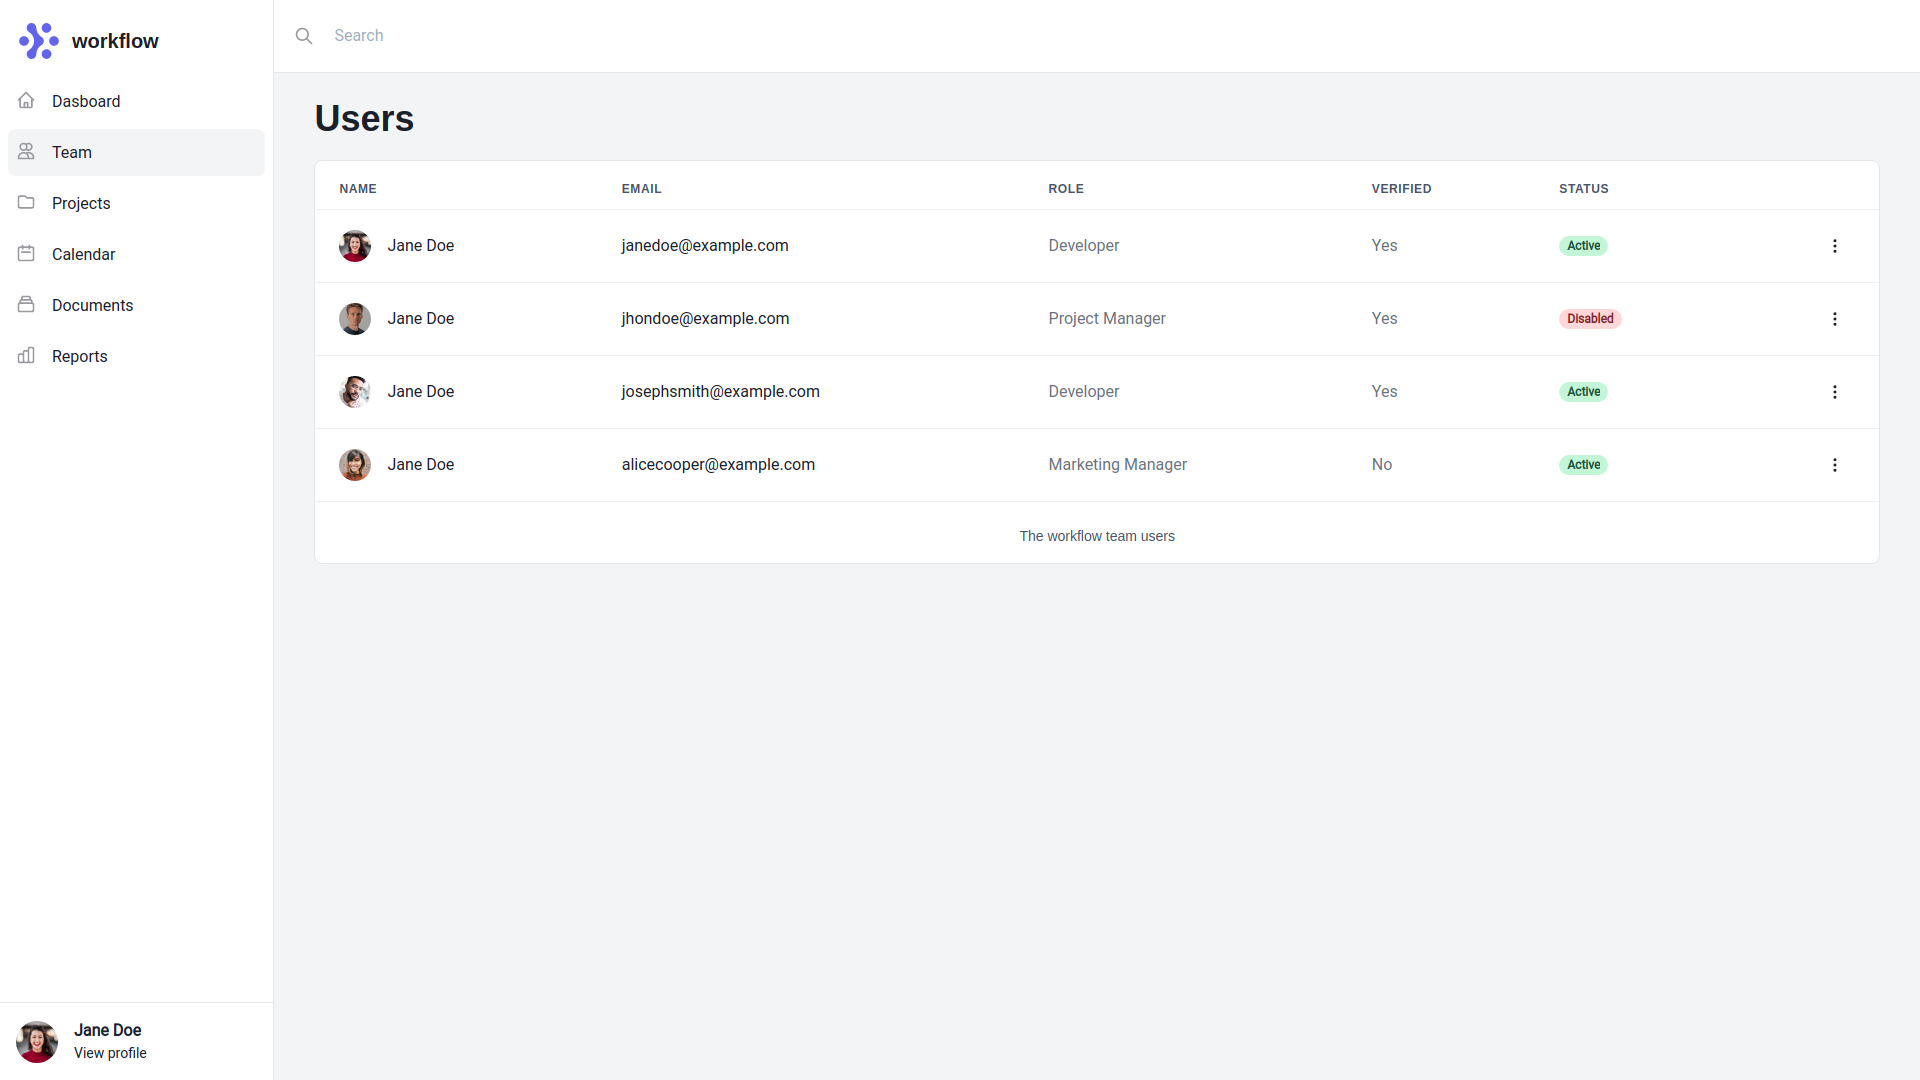 workflow
Search
Dasboard
Team
Projects
Calendar
Documents
Reports
Users
NAME EMAIL ROLE VERIFIED STATUS
Jane Doe janedoe@example.com Developer Yes Active
Jane Doe jhondoe@example.com Project Manager Yes Disabled
Jane Doe josephsmith@example.com Developer Yes Active
Jane Doe alicecooper@example.com Marketing Manager No Active
The workflow team users
Jane Doe
View profile